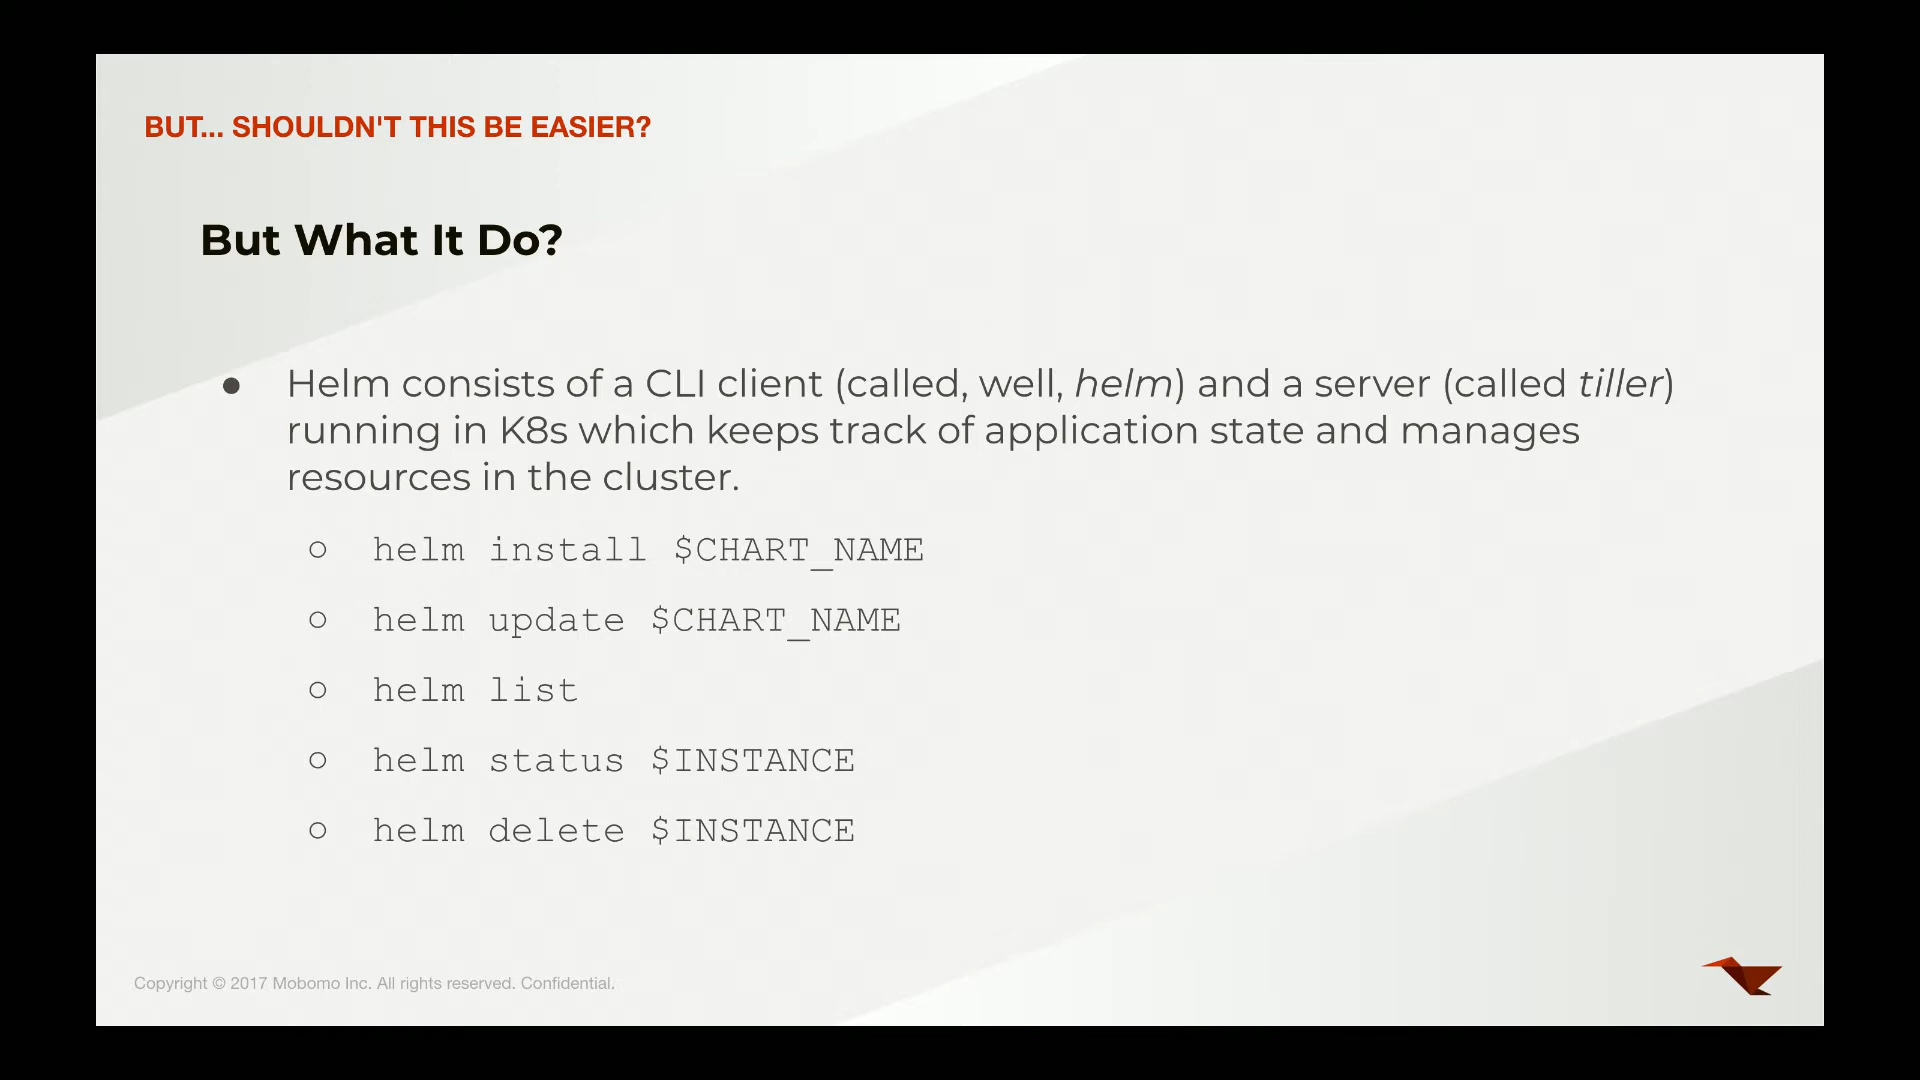 BUT... SHOULDN'T THIS BE EASIER?
But What It Do?
● Helm consists of a CLI client (called, well, helm) and a server (called tiller)
running in K8s which keeps track of application state and manages
resources in the cluster.
○ helm install $CHART_NAME
○ helm update $CHART_NAME
○ helm list
○ helm status $INSTANCE
○ helm delete $INSTANCE
Copyright © 2017 Mobomo Inc. All rights reserved. Confidential.